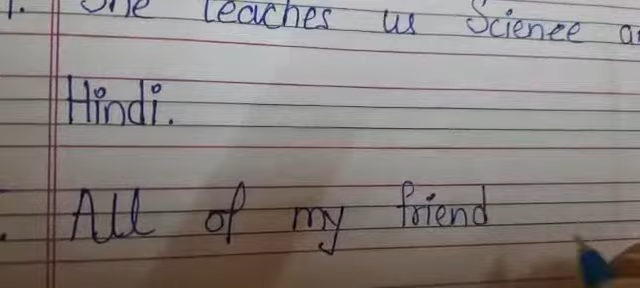 She teaches us Science
Hindi.
All of my friend